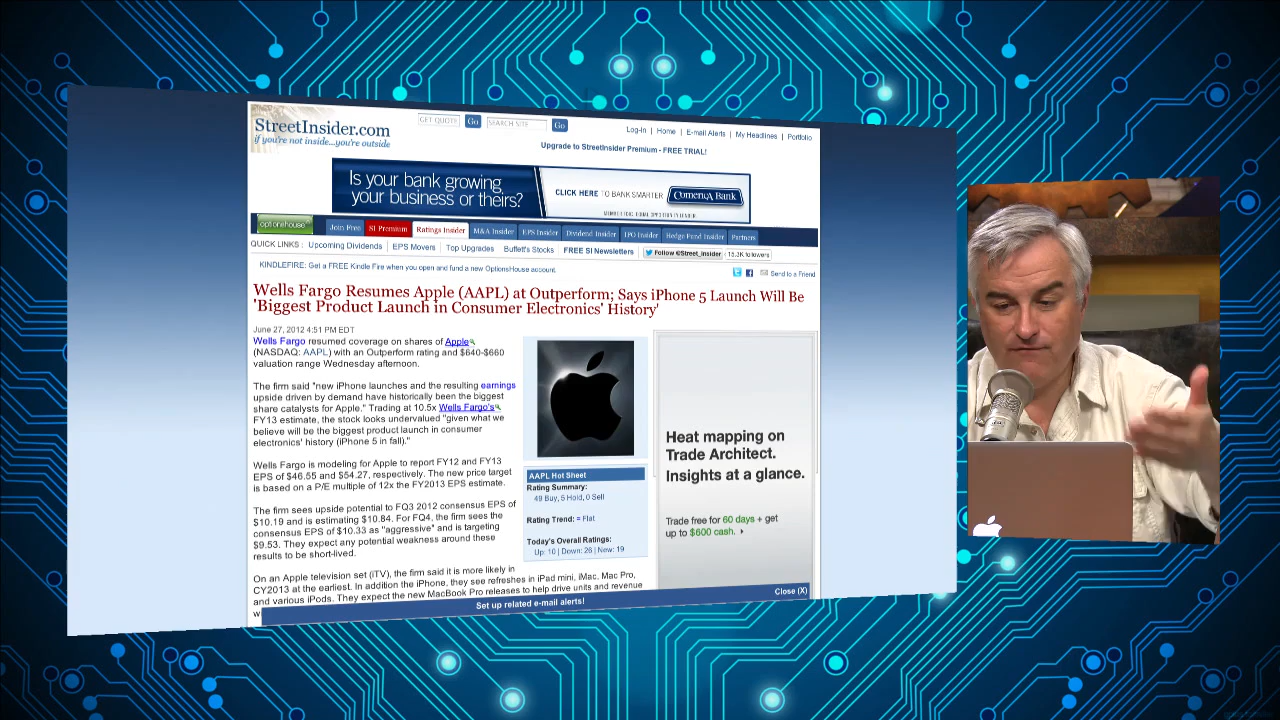 StreetInsider.com
if you're not inside...you're outside
GET QUOTE Go SEARCH SITE Go
Log-In | Home | E-mail Alerts | My Headlines | Portfolio
Upgrade to StreetInsider Premium - FREE TRIAL!
Is your bank growing
your business or theirs?
CLICK HERE TO BANK SMARTER
Comerica Bank
optionshouse
Join Free SI Premium Ratings Insider M&A Insider EPS Insider Dividend Insider IPO Insider Hedge Fund Insider Partners
QUICK LINKS: Upcoming Dividends EPS Movers Top Upgrades Buffett's Stocks FREE SI Newsletters Follow @Street_Insider 15.3K followers
KINDLEFIRE: Get a FREE Kindle Fire when you open and fund a new OptionsHouse account.
Send to a Friend
Wells Fargo Resumes Apple (AAPL) at Outperform; Says iPhone 5 Launch Will Be
'Biggest Product Launch in Consumer Electronics' History'
June 27, 2012 4:51 PM EDT
Wells Fargo resumed coverage on shares of Apple
(NASDAQ: AAPL) with an Outperform rating and $640-$660
valuation range Wednesday afternoon.
The firm said "new iPhone launches and the resulting earnings
upside driven by demand have historically been the biggest
share catalysts for Apple." Trading at 10.5x Wells Fargo's
FY13 estimate, the stock looks undervalued "given what we
believe will be the biggest product launch in consumer
electronics' history (iPhone 5 in fall)."
Wells Fargo is modeling for Apple to report FY12 and FY13
EPS of $46.55 and $54.27, respectively. The new price target
is based on a P/E multiple of 12x the FY2013 EPS estimate.
The firm sees upside potential to FQ3 2012 consensus EPS of
$10.19 and is estimating $10.84. For FQ4, the firm sees the
consensus EPS of $10.33 as "aggressive" and is targeting
$9.53. They expect any potential weakness around these
results to be short-lived.
On an Apple television set (iTV), the firm said it is more likely in
CY2013 at the earliest. In addition to the iPhone, they see refreshes in iPad mini, iMac, Mac Pro,
and various iPods. They expect the new MacBook Pro releases to help drive units and revenue
AAPL Hot Sheet
Rating Summary:
49 Buy, 5 Hold, 0 Sell
Rating Trend: = Flat
Today's Overall Ratings:
Up: 10 | Down: 26 | New: 19
Heat mapping on
Trade Architect.
Insights at a glance.
Trade free for 60 days + get
up to $600 cash.
Set up related e-mail alerts!
Close (X)